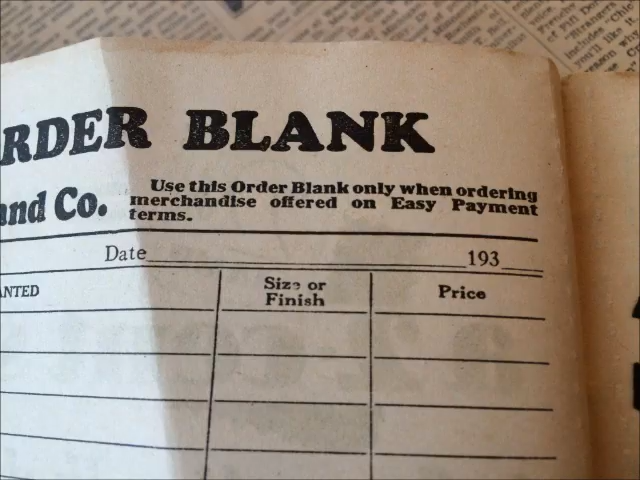 RDER BLANK
and Co.
Use this Order Blank only when ordering
merchandise offered on Easy Payment
terms.
Date 193
ANTED
Size or
Finish
Price